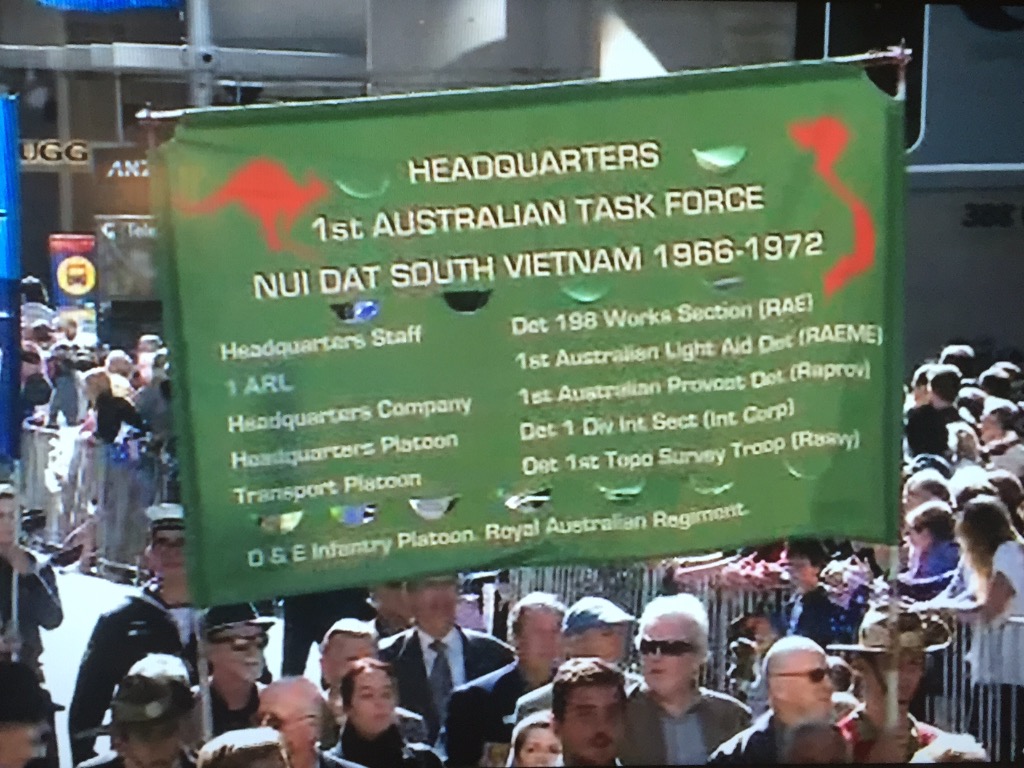 UGG
ANZ
HEADQUARTERS
1st AUSTRALIAN TASK FORCE
NUI DAT SOUTH VIETNAM 1966-1972
Headquarters Staff
1 ARL
Headquarters Company
Headquarters Platoon
Transport Platoon
Det 198 Works Section (RAE)
1st Australian Light Aid Det (RAEME)
1st Australian Provost Det (Raprov)
Det 1 Div Int Sect (Int Corp)
Det 1st Topo Survey Troop (Rasvy)
D & E Infantry Platoon. Royal Australian Regiment.